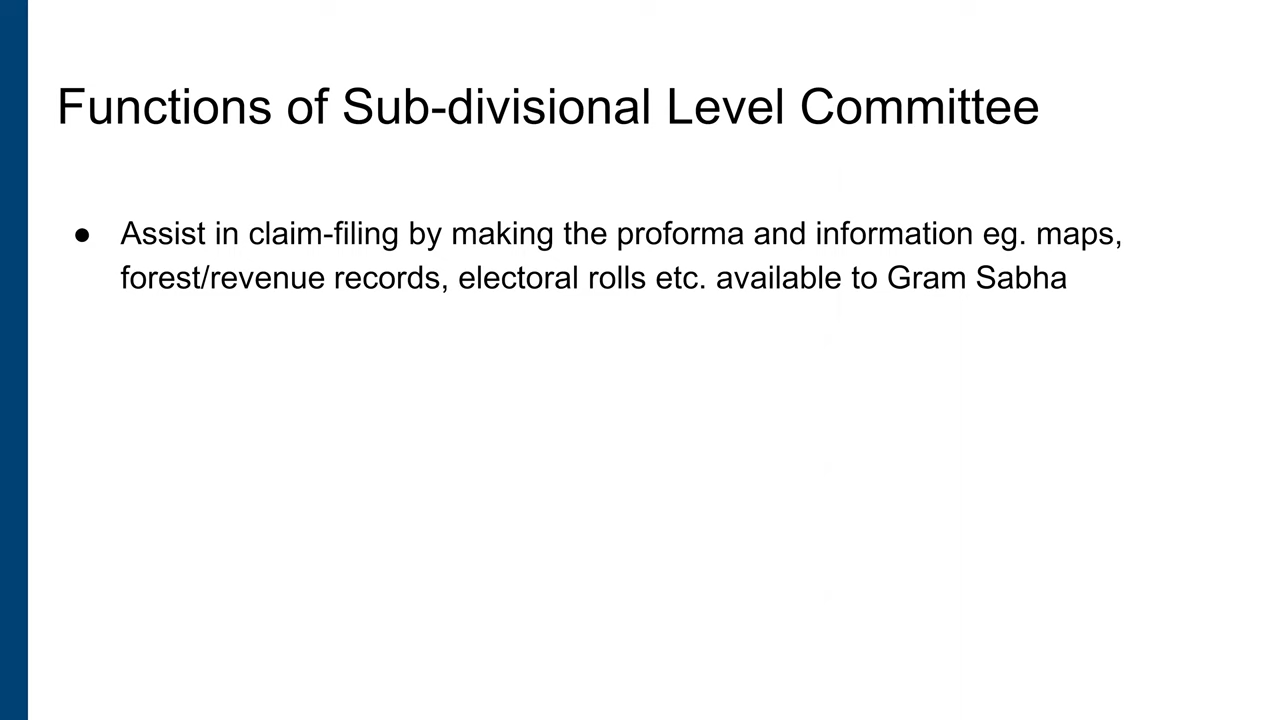 Functions of Sub-divisional Level Committee
● Assist in claim-filing by making the proforma and information eg. maps,
forest/revenue records, electoral rolls etc. available to Gram Sabha